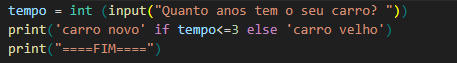 tempo = int (input("Quanto anos tem o seu carro? "))
print('carro novo' if tempo<=3 else 'carro velho')
print("====FIM====")